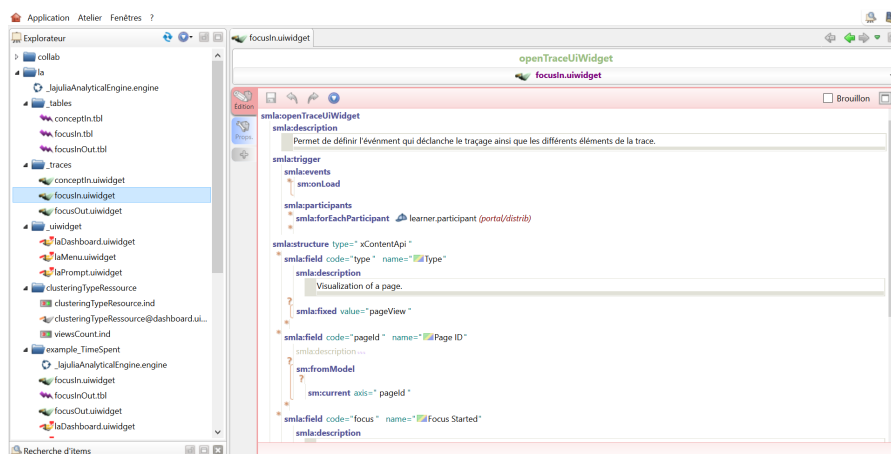 Application Atelier Fenêtres ?
Explorateur
collab
la
_lajuliaAnalyticalEngine.engine
_tables
conceptIn.tbl
focusIn.tbl
focusInOut.tbl
_traces
conceptIn.uiwidget
focusIn.uiwidget
focusOut.uiwidget
_uiwidget
laDashboard.uiwidget
laMenu.uiwidget
laPrompt.uiwidget
clusteringTypeRessource
clusteringTypeRessource.ind
clusteringTypeRessource@dashboard.ui...
viewsCount.ind
example_TimeSpent
_lajuliaAnalyticalEngine.engine
focusIn.uiwidget
focusInOut.tbl
focusOut.uiwidget
laDashboard.uiwidget
Recherche d'items
focusIn.uiwidget
openTraceUiWidget
focusIn.uiwidget
Edition
Props.
Brouillon
smla:openTraceUiWidget
smla:description
Permet de définir l'événment qui déclanche le traçage ainsi que les différents éléments de la trace.
smla:trigger
smla:events
* sm:onLoad
smla:participants
* smla:forEachParticipant learner.participant (portal/distrib)
*
smla:structure type=" xContentApi "
* smla:field code="type " name=" Type"
smla:description
Visualization of a page.
?
smla:fixed value="pageView "
*
* smla:field code="pageId " name=" Page ID"
smla:description...
?
sm:fromModel
?
sm:current axis=" pageId "
*
* smla:field code="focus " name=" Focus Started"
smla:description